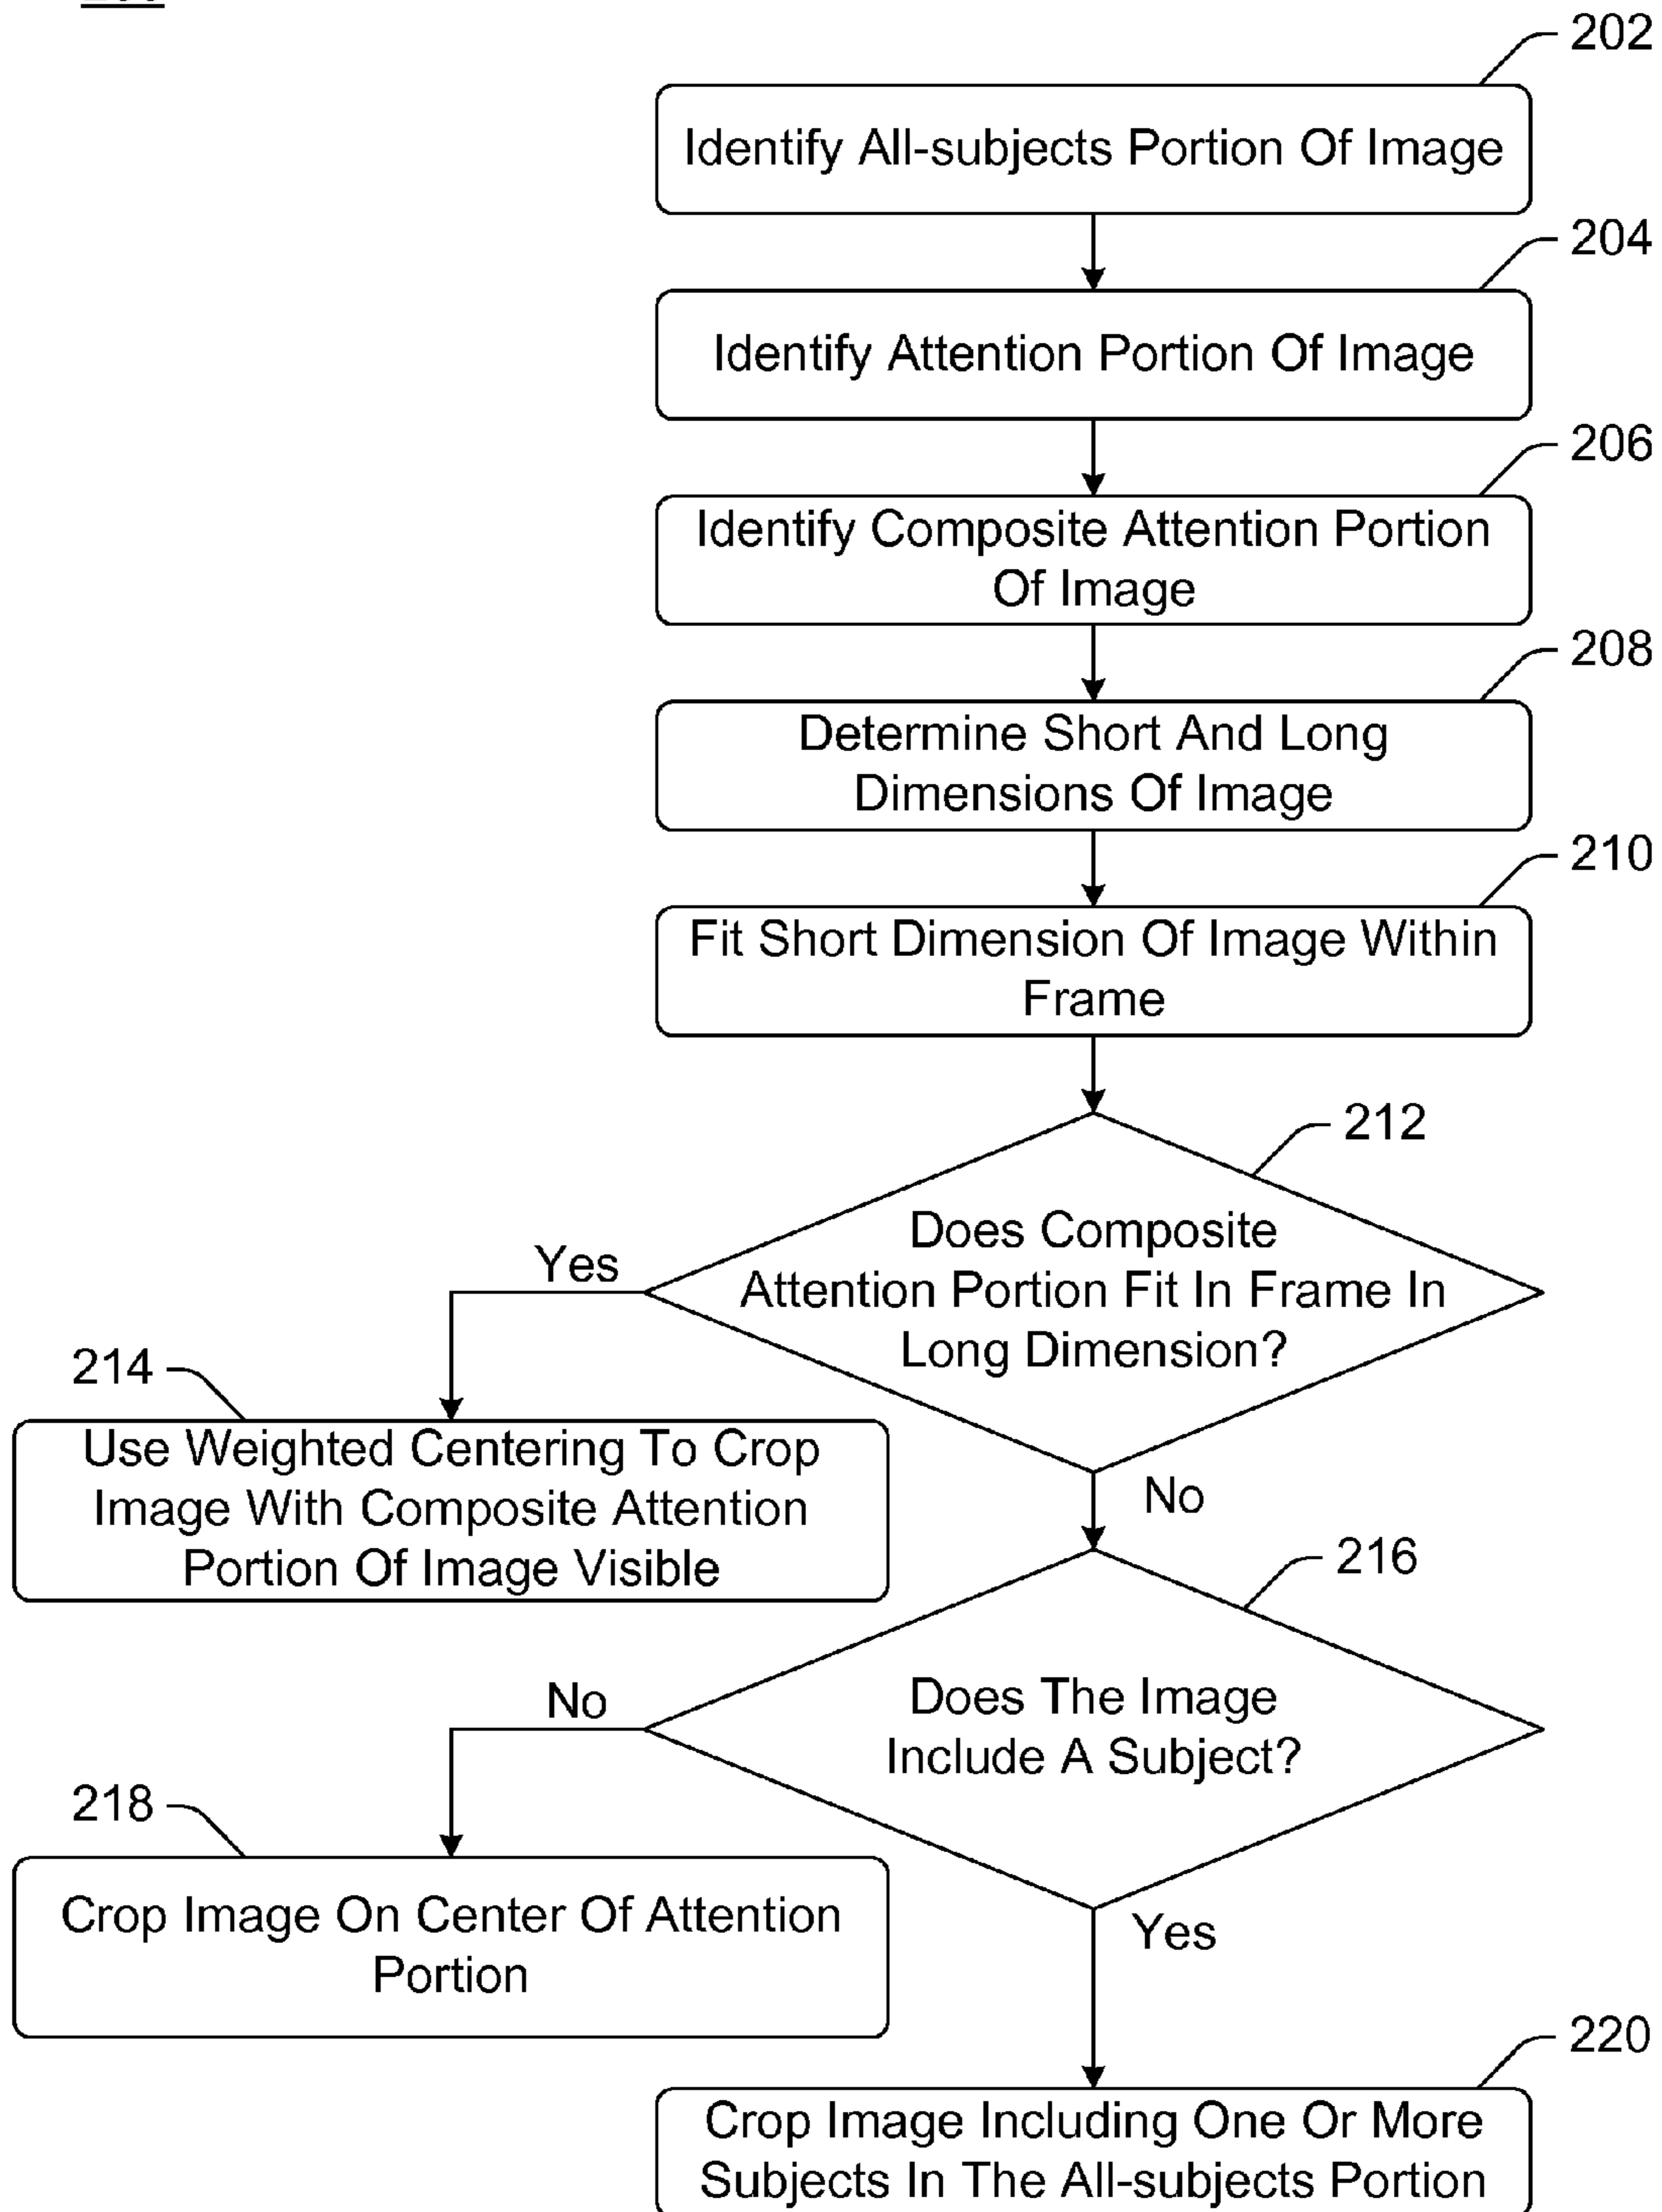 202
Identify All-subjects Portion Of Image
204
Identify Attention Portion Of Image
206
Identify Composite Attention Portion
Of Image
208
Determine Short And Long
Dimensions Of Image
210
Fit Short Dimension Of Image Within
Frame
212
Does Composite
Attention Portion Fit In Frame In
Long Dimension?
Yes
214
Use Weighted Centering To Crop
Image With Composite Attention
Portion Of Image Visible
No
216
Does The Image
Include A Subject?
No
218
Crop Image On Center Of Attention
Portion
Yes
220
Crop Image Including One Or More
Subjects In The All-subjects Portion